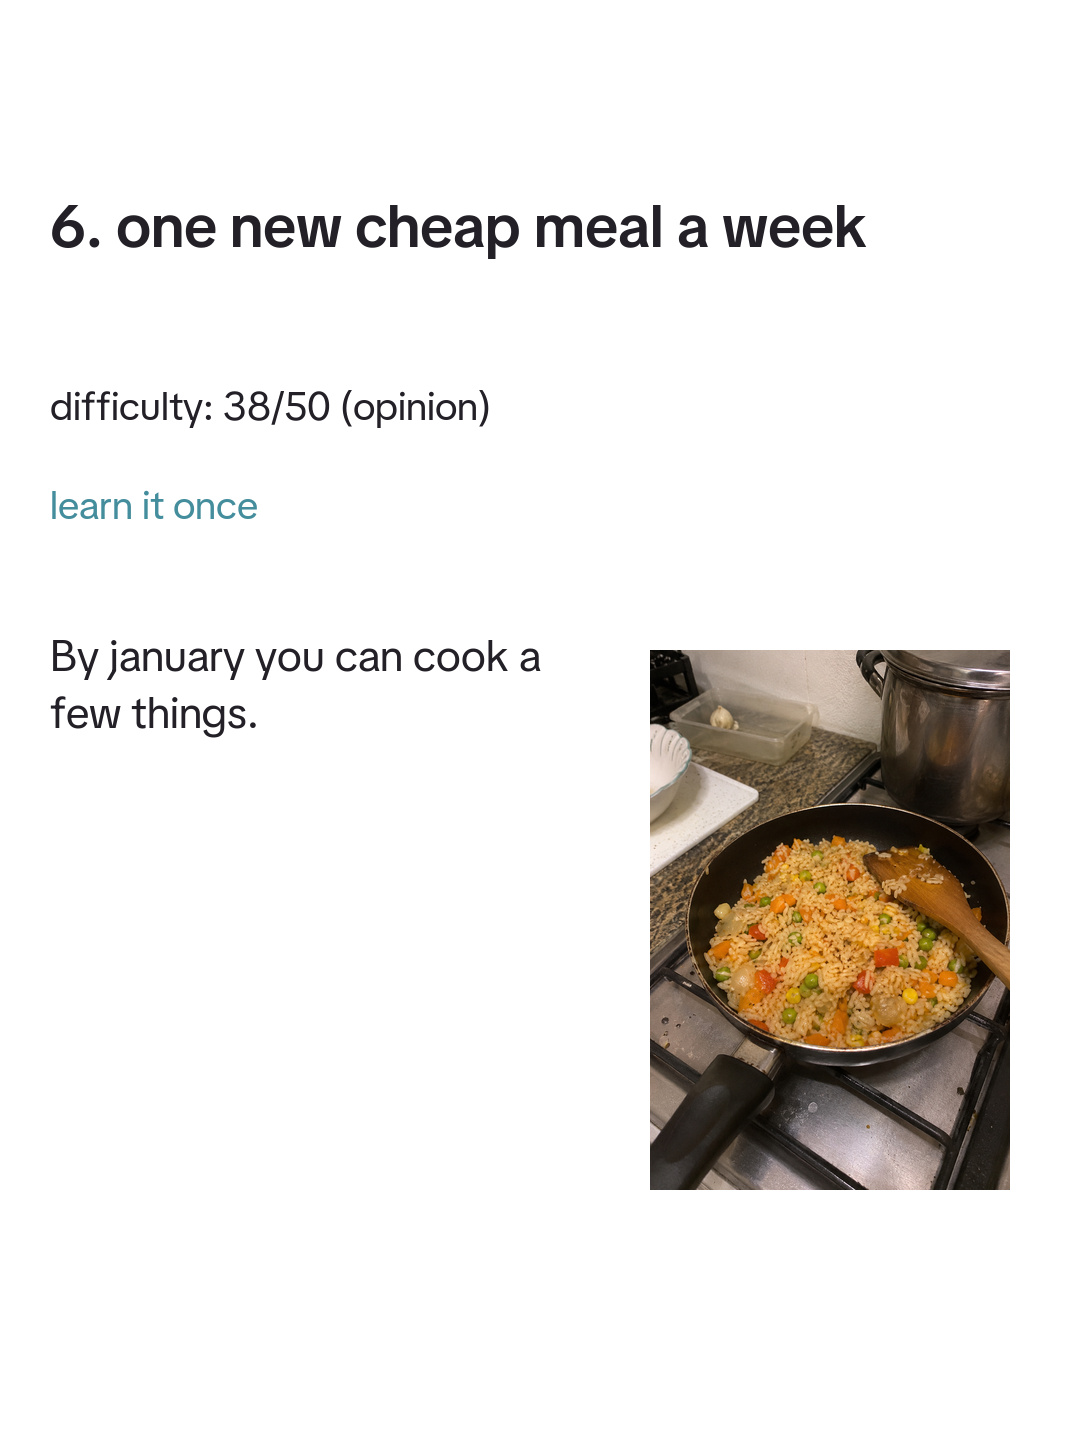 6. one new cheap meal a week
difficulty: 38/50 (opinion)
learn it once
By january you can cook a
few things.